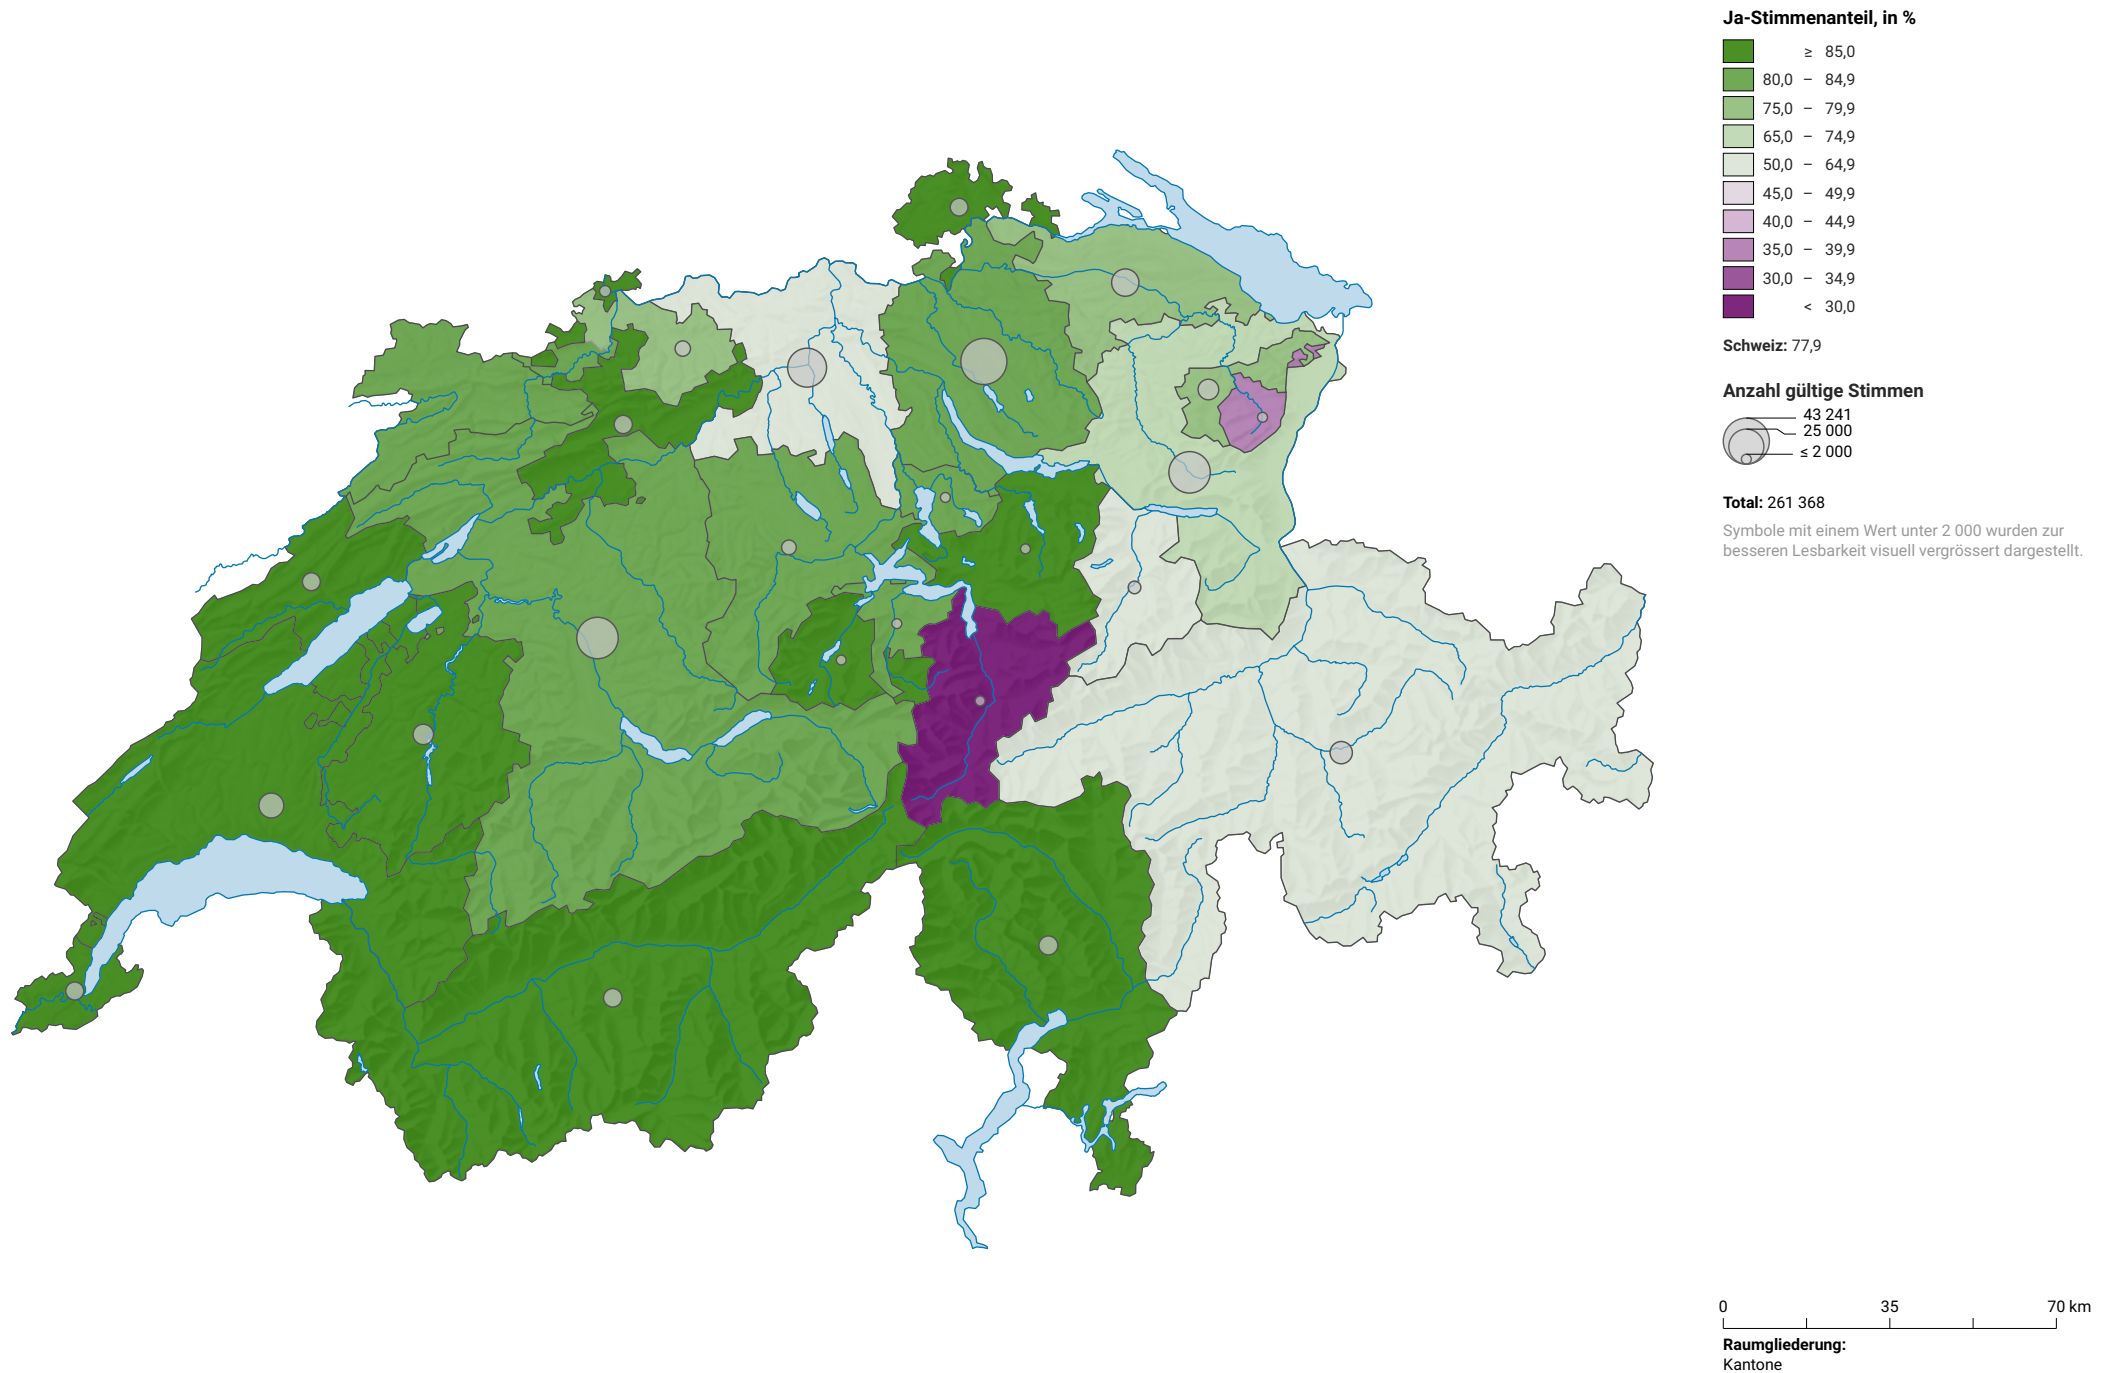 Ja-Stimmenanteil, in %
≥ 85,0
80,0 – 84,9
75,0 – 79,9
65,0 – 74,9
50,0 – 64,9
45,0 – 49,9
40,0 – 44,9
35,0 – 39,9
30,0 – 34,9
< 30,0
Schweiz: 77,9
Anzahl gültige Stimmen
43 241
25 000
≤ 2 000
Total: 261 368
Symbole mit einem Wert unter 2 000 wurden zur
besseren Lesbarkeit visuell vergrössert dargestellt.
0 35 70 km
Raumgliederung:
Kantone